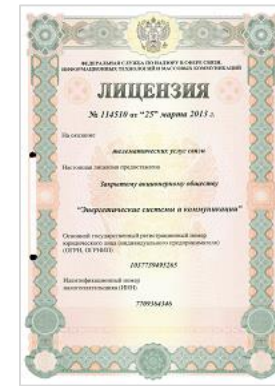 ФЕДЕРАЛЬНАЯ СЛУЖБА ПО НАДЗОРУ В СФЕРЕ СВЯЗИ,
ИНФОРМАЦИОННЫХ ТЕХНОЛОГИЙ И МАССОВЫХ КОММУНИКАЦИЙ
ЛИЦЕНЗИЯ
№ 114510 от “25” марта 2013 г.
На оказание
телематических услуг связи
Настоящая лицензия предоставлена
Закрытому акционерному обществу
“Энергетические системы и коммуникации”
Основной государственный регистрационный номер
юридического лица (индивидуального предпринимателя)
(ОГРН, ОГРНИП)
1037739493265
Идентификационный номер
налогоплательщика (ИНН)
7709364346